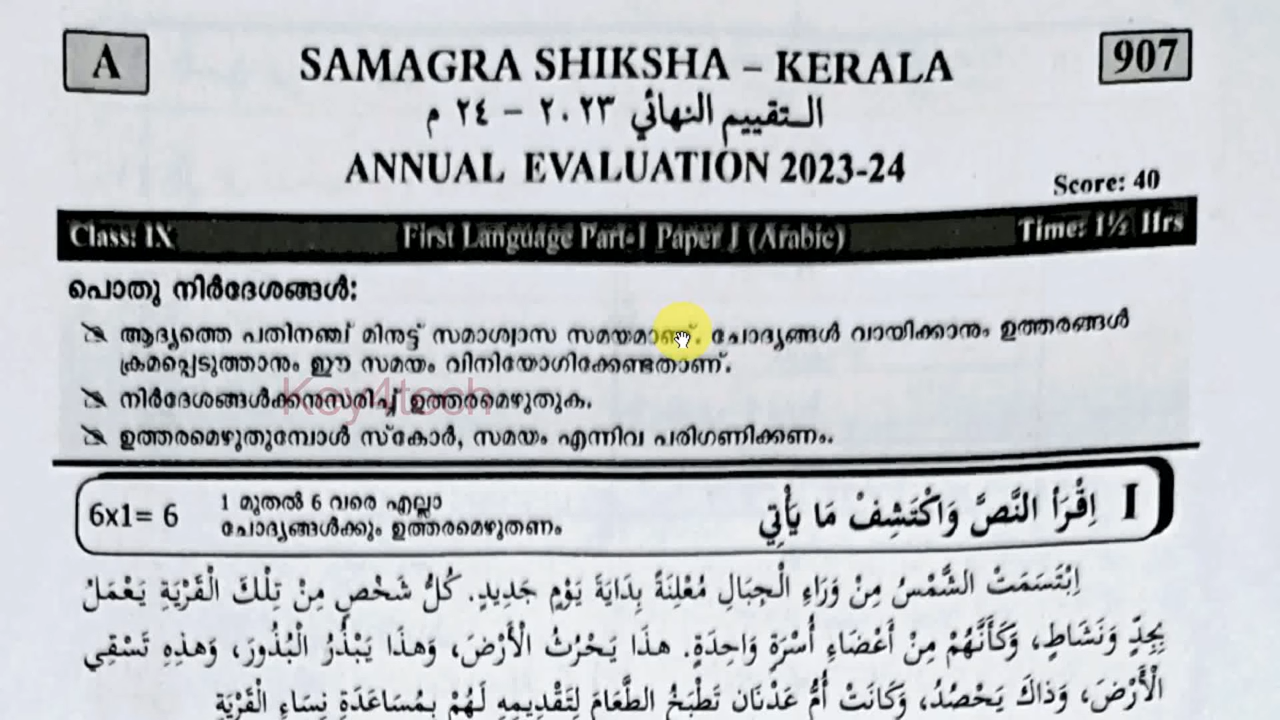 A
SAMAGRA SHIKSHA – KERALA
907
التقييم النهائي ٢٠٢٣ – ٢٤ م
ANNUAL EVALUATION 2023-24
Score: 40
Class: IX
First Language Part-I Paper I (Arabic)
Time: 1½ Hrs
പൊതു നിർദേശങ്ങൾ:
ആദ്യത്തെ പതിനഞ്ച് മിനുട്ട് സമാശ്വാസ സമയമാണ്. ചോദ്യങ്ങൾ വായിക്കാനും ഉത്തരങ്ങൾ
ക്രമപ്പെടുത്താനും ഈ സമയം വിനിയോഗിക്കേണ്ടതാണ്.
നിർദേശങ്ങൾക്കനുസരിച്ച് ഉത്തരമെഴുതുക.
Key4tech
ഉത്തരമെഴുതുമ്പോൾ സ്കോർ, സമയം എന്നിവ പരിഗണിക്കണം.
I اِقْرَأ النَّصَّ وَاكْتَشِفْ مَا يَأْتِي
1 മുതൽ 6 വരെ എല്ലാ
ചോദ്യങ്ങൾക്കും ഉത്തരമെഴുതണം
6x1= 6
اِبْتَسَمَتْ الشَّمْسُ مِنْ وَرَاءِ الْجِبَالِ مُعْلِنَةً بِدَايَةَ يَوْمٍ جَدِيدٍ. كُلُّ شَخْصٍ مِنْ تِلْكَ الْقَرْيَةِ يَعْمَلُ
بِجِدٍّ وَنَشَاطٍ، وَكَأَنَّهُمْ مِنْ أَعْضَاءِ أُسْرَةٍ وَاحِدَةٍ. هذَا يَحْرُثُ الْأَرْضَ، وَهذَا يَبْذُرُ الْبُذُورَ، وَهذِهِ تَسْقِي
الْأَرْضَ، وَذَاكَ يَحْصُدُ، وَكَانَتْ أُمُّ عَدْنَان تَطْبَخُ الطَّعَامَ لِتَقْدِيمِهِ لَهُمْ بِمُسَاعَدَةِ نِسَاءِ الْقَرْيَةِ